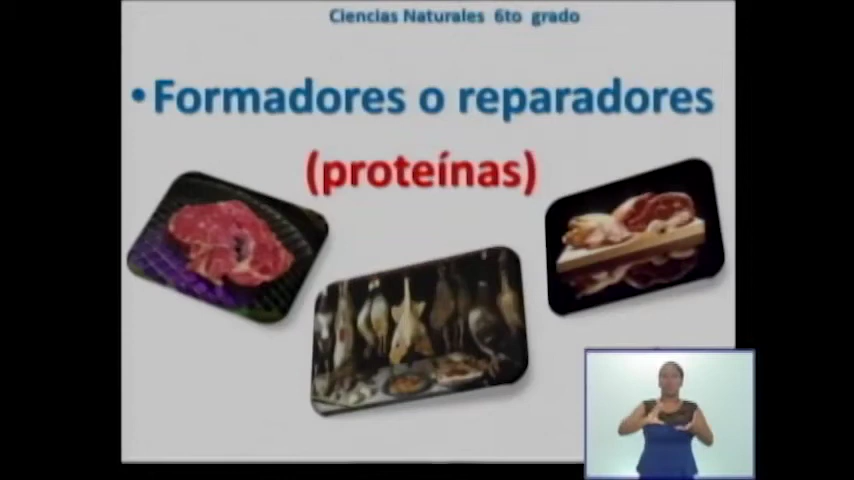 Ciencias Naturales 6to grado
• Formadores o reparadores
(proteínas)